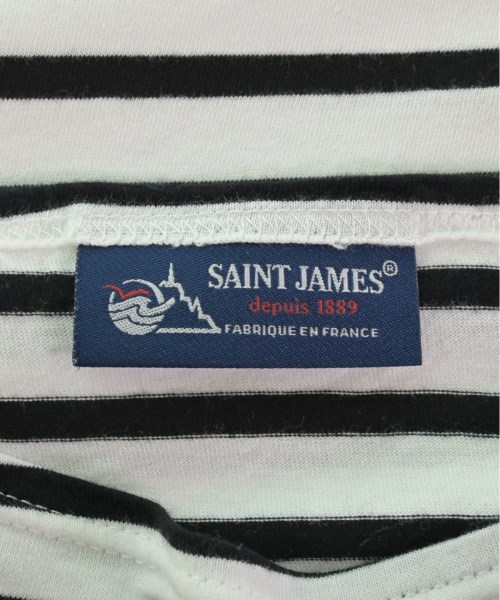 SAINT JAMES®
depuis 1889
FABRIQUE EN FRANCE